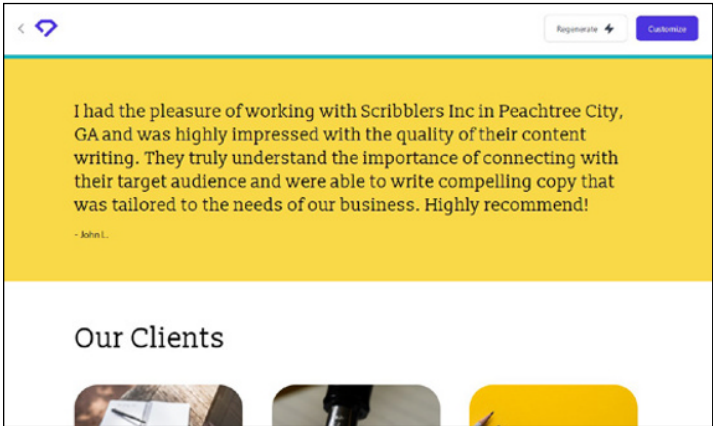 Regenerate
Customize
I had the pleasure of working with Scribblers Inc in Peachtree City,
GA and was highly impressed with the quality of their content
writing. They truly understand the importance of connecting with
their target audience and were able to write compelling copy that
was tailored to the needs of our business. Highly recommend!
- John L.
Our Clients